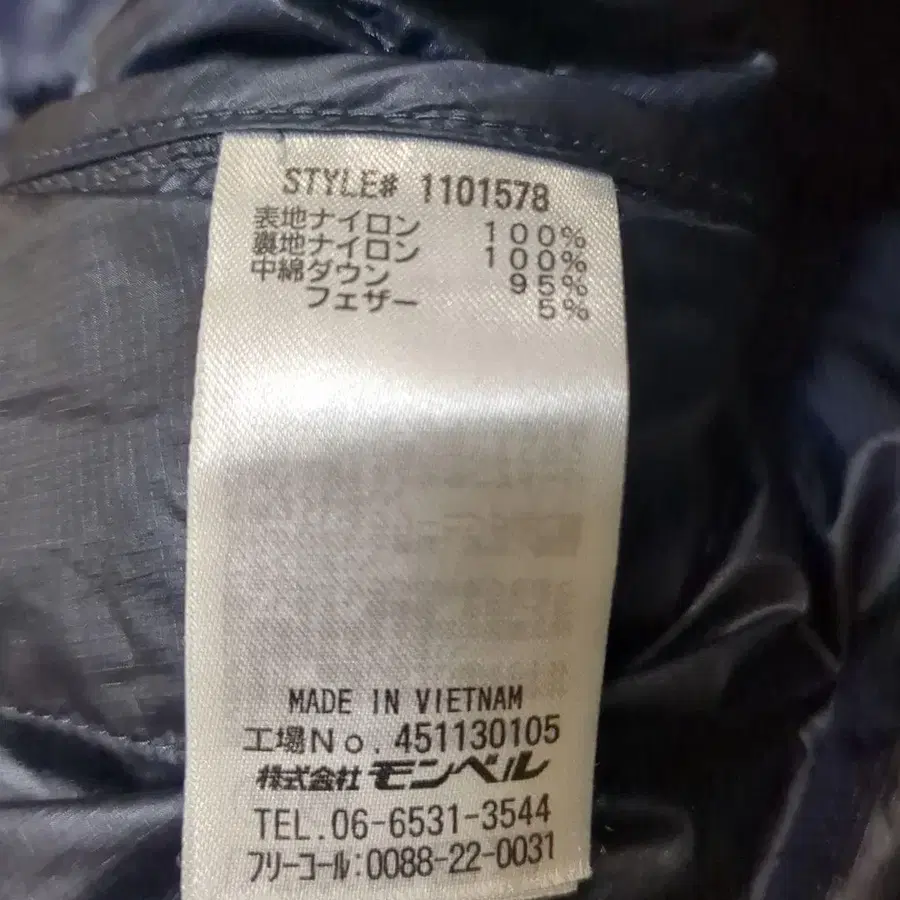 STYLE# 1101578
表地ナイロン 100%
裏地ナイロン 100%
中綿ダウン 95%
フェザー 5%
MADE IN VIETNAM
工場No. 451130105
株式会社モンベル
TEL.06-6531-3544
フリーコール:0088-22-0031